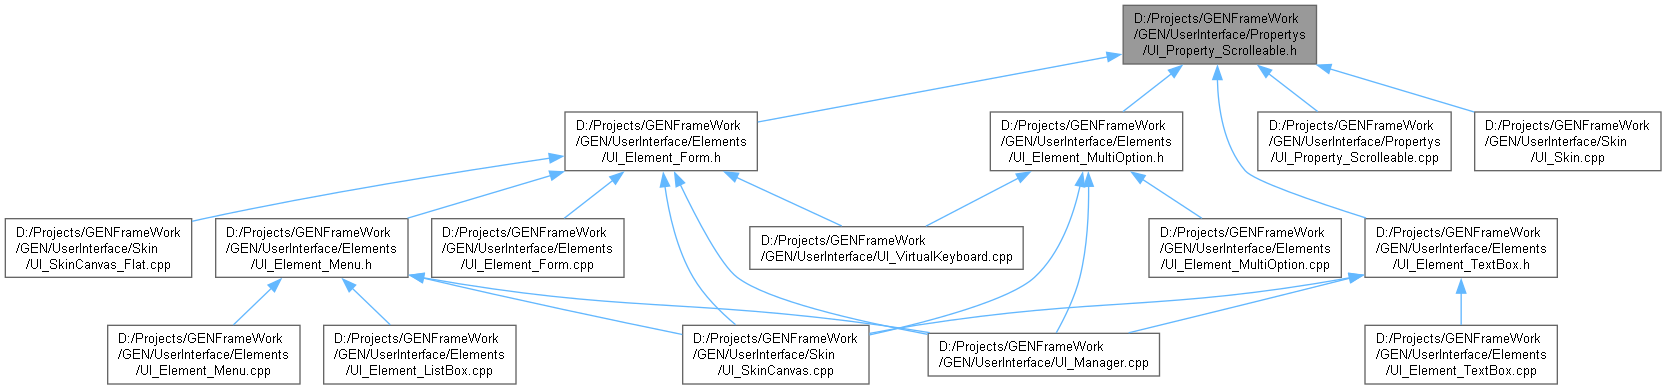 D:/Projects/GENFrameWork
/GEN/UserInterface/Propertys
/UI_Property_Scrolleable.h
D:/Projects/GENFrameWork
/GEN/UserInterface/Elements
/UI_Element_Form.h
D:/Projects/GENFrameWork
/GEN/UserInterface/Elements
/UI_Element_MultiOption.h
D:/Projects/GENFrameWork
/GEN/UserInterface/Propertys
/UI_Property_Scrolleable.cpp
D:/Projects/GENFrameWork
/GEN/UserInterface/Skin
/UI_Skin.cpp
D:/Projects/GENFrameWork
/GEN/UserInterface/Skin
/UI_SkinCanvas_Flat.cpp
D:/Projects/GENFrameWork
/GEN/UserInterface/Elements
/UI_Element_Menu.h
D:/Projects/GENFrameWork
/GEN/UserInterface/Elements
/UI_Element_Form.cpp
D:/Projects/GENFrameWork
/GEN/UserInterface/UI_VirtualKeyboard.cpp
D:/Projects/GENFrameWork
/GEN/UserInterface/Elements
/UI_Element_MultiOption.cpp
D:/Projects/GENFrameWork
/GEN/UserInterface/Elements
/UI_Element_TextBox.h
D:/Projects/GENFrameWork
/GEN/UserInterface/Elements
/UI_Element_Menu.cpp
D:/Projects/GENFrameWork
/GEN/UserInterface/Elements
/UI_Element_ListBox.cpp
D:/Projects/GENFrameWork
/GEN/UserInterface/Skin
/UI_SkinCanvas.cpp
D:/Projects/GENFrameWork
/GEN/UserInterface/UI_Manager.cpp
D:/Projects/GENFrameWork
/GEN/UserInterface/Elements
/UI_Element_TextBox.cpp